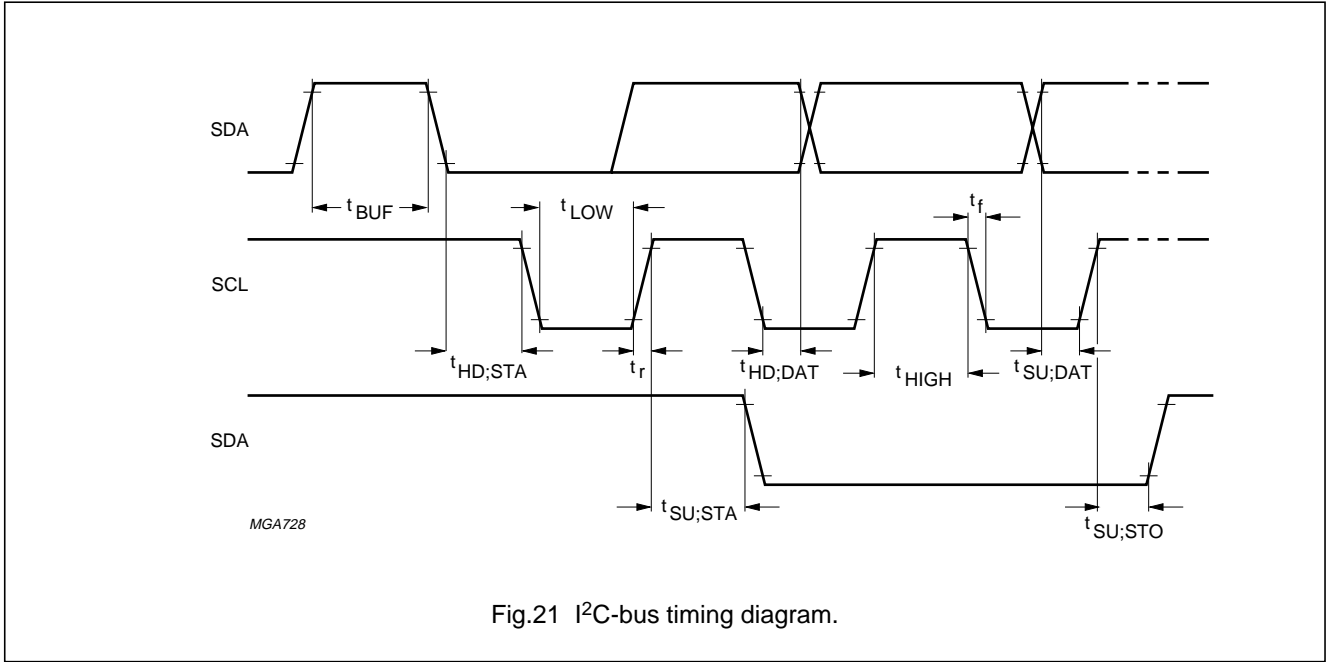 SDA
t BUF
t LOW
t f
SCL
t HD;STA
t r
t HD;DAT
t HIGH
t SU;DAT
SDA
t SU;STA
t SU;STO
MGA728
Fig.21 I²C-bus timing diagram.